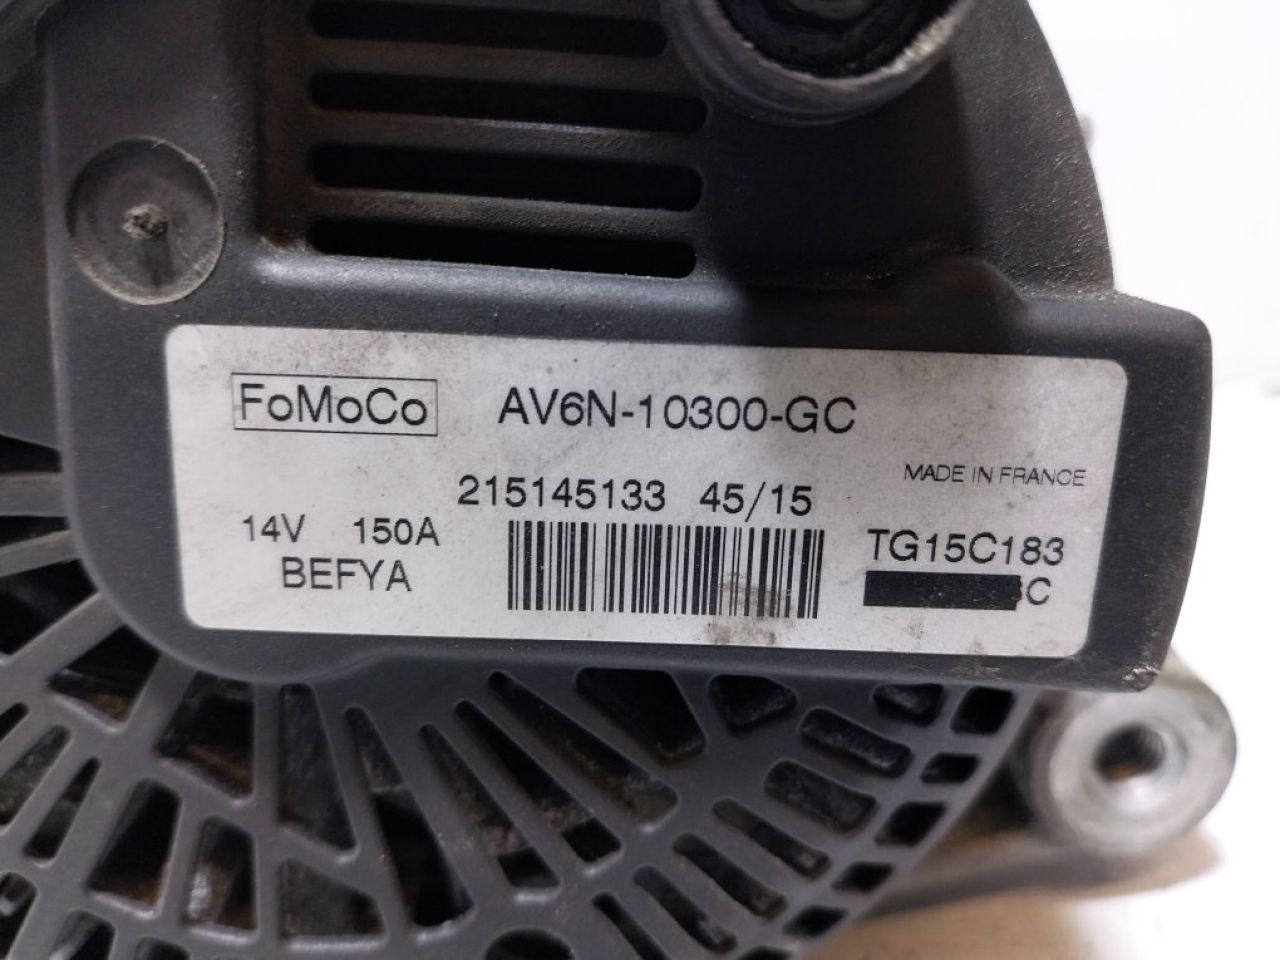 FoMoCo AV6N-10300-GC
MADE IN FRANCE
215145133 45/15
14V 150A
TG15C183
BEFYA
C